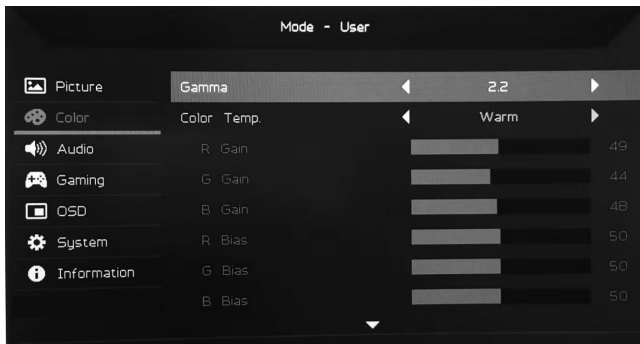 Mode - User
Picture
Gamma 2.2
Color
Color Temp. Warm
R Gain 49
Audio
G Gain 44
Gaming
B Gain 48
OSD
R Bias 50
System
G Bias 50
Information
B Bias 50